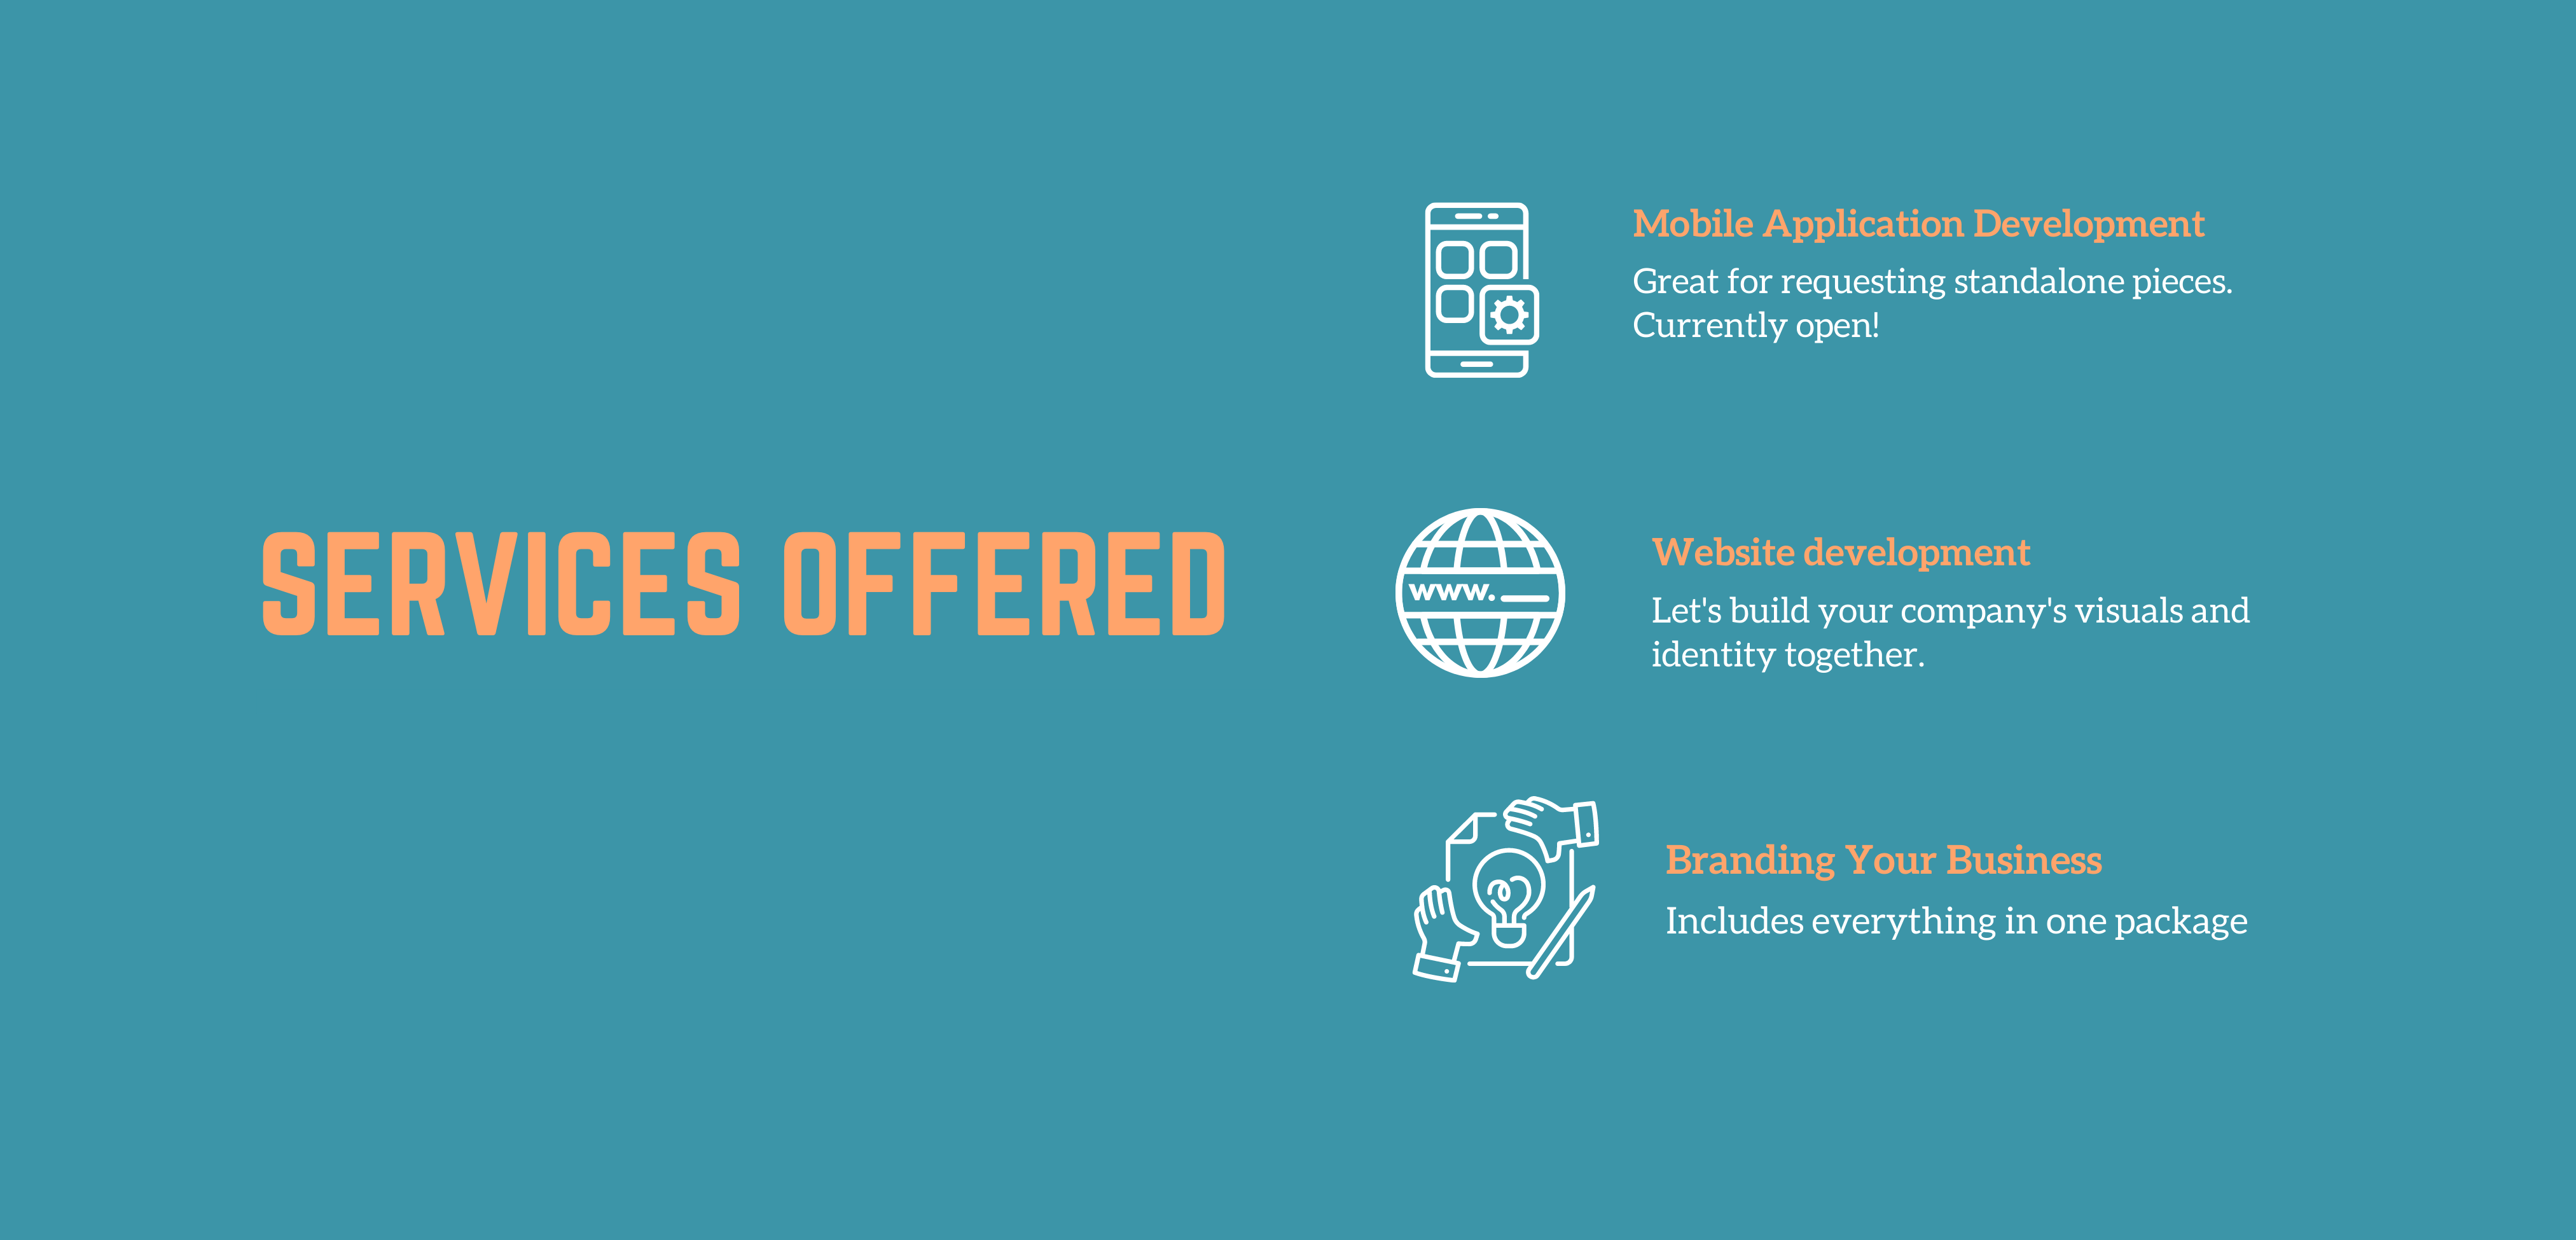 SERVICES OFFERED
Mobile Application Development
Great for requesting standalone pieces.
Currently open!
www.
Website development
Let's build your company's visuals and
identity together.
Branding Your Business
Includes everything in one package